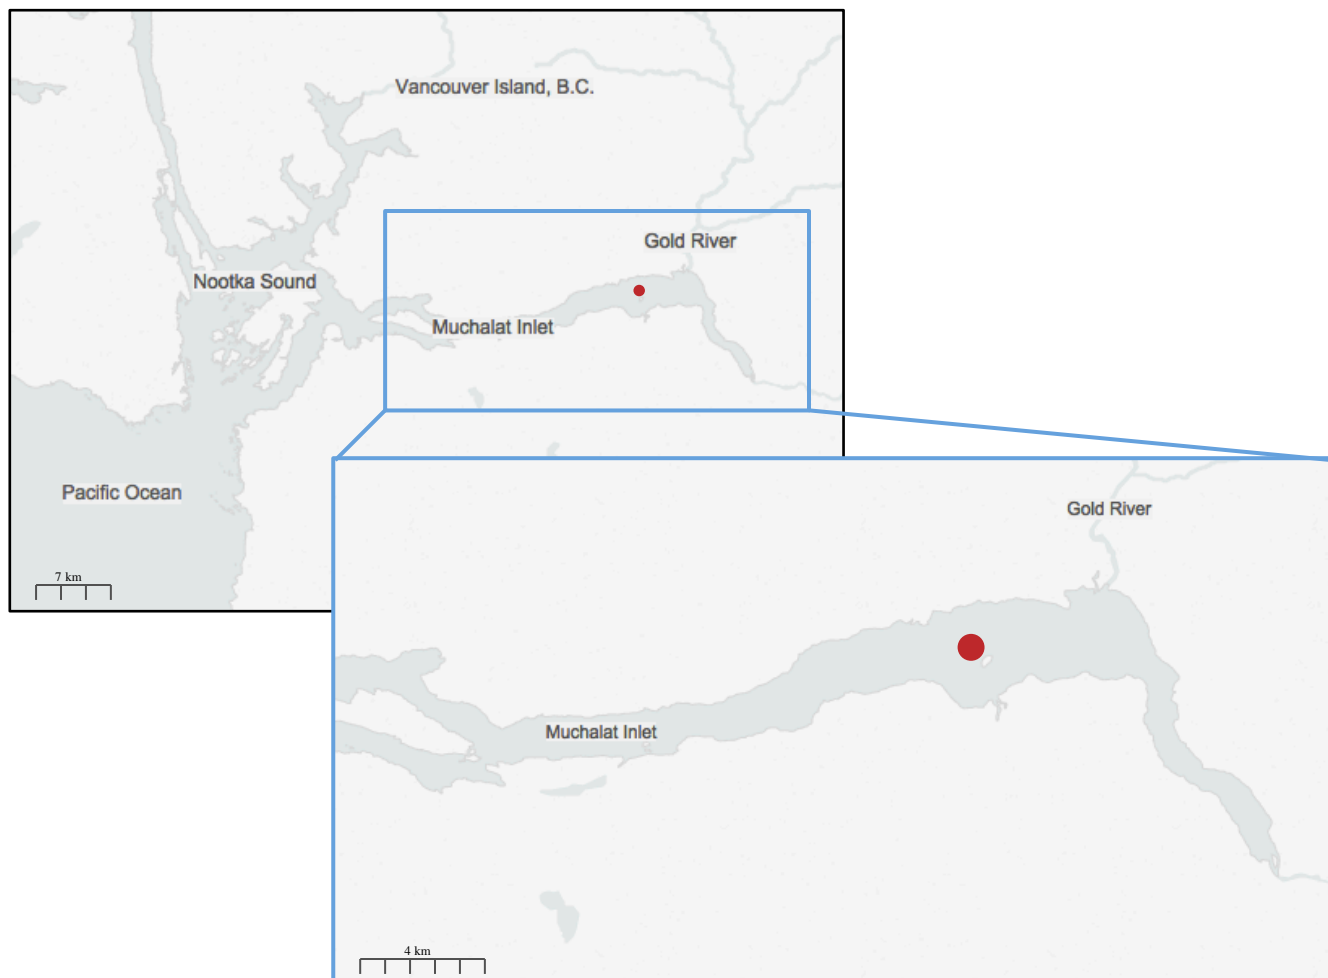 Vancouver Island, B.C.
Gold River
Nootka Sound
Muchalat Inlet
Pacific Ocean
7 km
Gold River
Muchalat Inlet
4 km